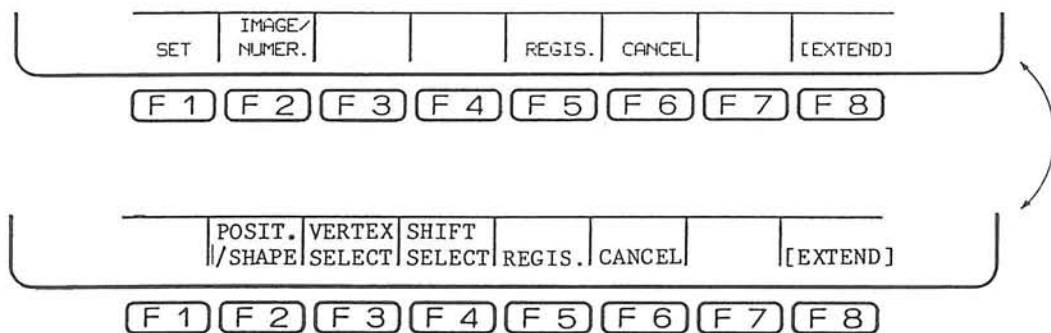 IMAGE/
SET NUMER. REGIS. CANCEL [EXTEND]
F 1 F 2 F 3 F 4 F 5 F 6 F 7 F 8
POSIT. VERTEX SHIFT
/SHAPE SELECT SELECT REGIS. CANCEL [EXTEND]
F 1 F 2 F 3 F 4 F 5 F 6 F 7 F 8